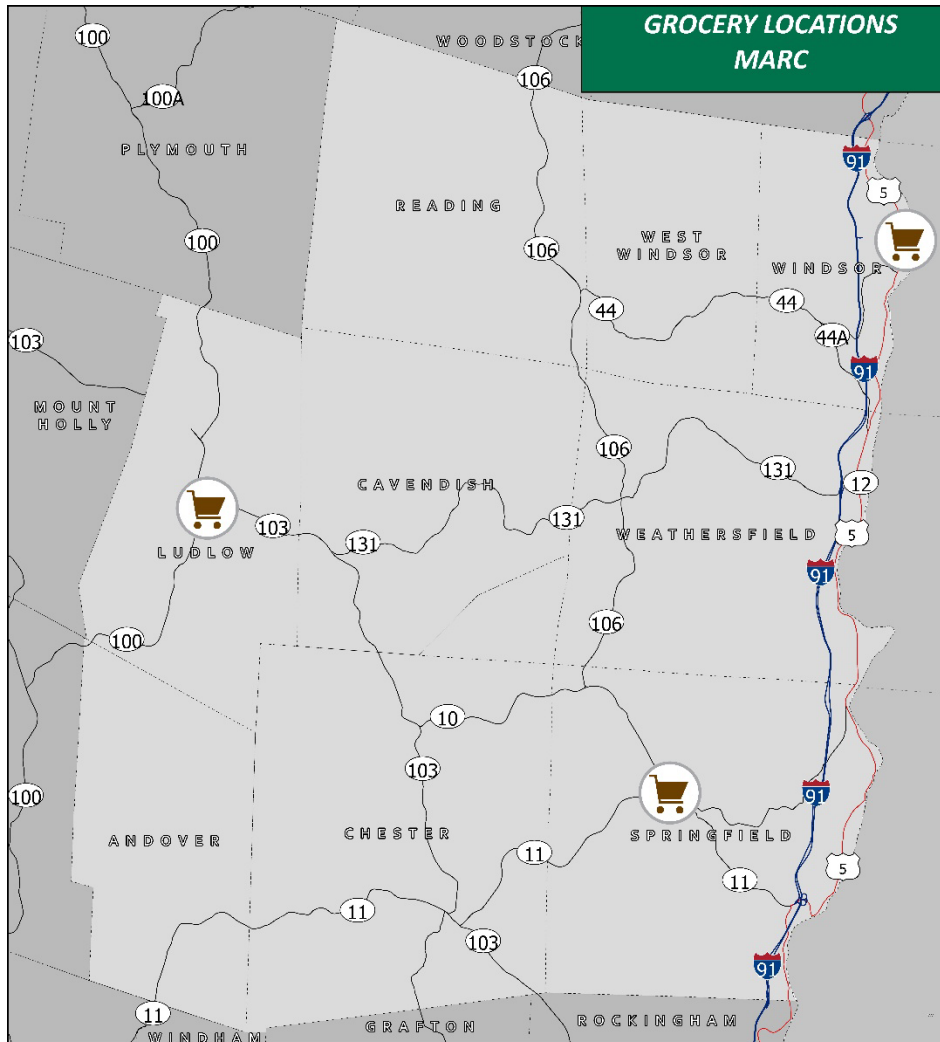 GROCERY LOCATIONS
MARC
100
WOODSTOCK
106
100A
PLYMOUTH
91
5
READING
100
106
WEST
WINDSOR
WINDSOR
44
44
103
44A
91
MOUNT
HOLLY
106
CAVENDISH
131
12
103
131
131
LUDLOW
WEATHERSFIELD
5
91
106
100
10
103
100
91
ANDOVER
CHESTER
SPRINGFIELD
11
5
11
11
103
91
11
WINDHAM
GRAFTON
ROCKINGHAM